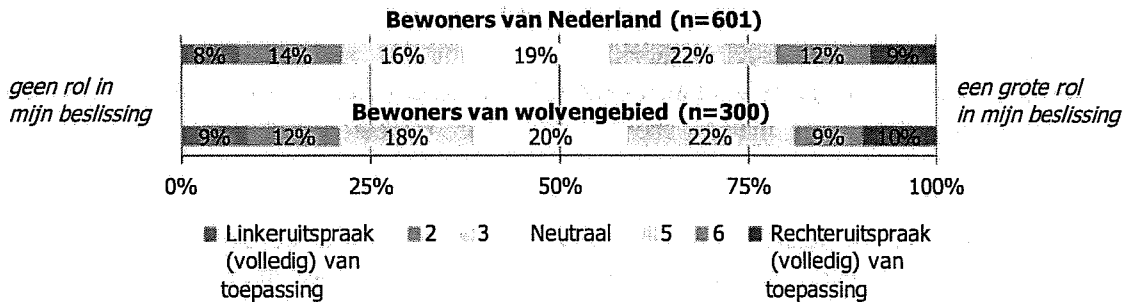 Bewoners van Nederland (n=601)
8% 14% 16% 19% 22% 12% 9%
geen rol in
mijn beslissing
een grote rol
in mijn beslissing
Bewoners van wolvengebied (n=300)
9% 12% 18% 20% 22% 9% 10%
0% 25% 50% 75% 100%
Linkeruitspraak
(volledig) van
toepassing
2
3
Neutraal
5
6
Rechteruitspraak
(volledig) van
toepassing